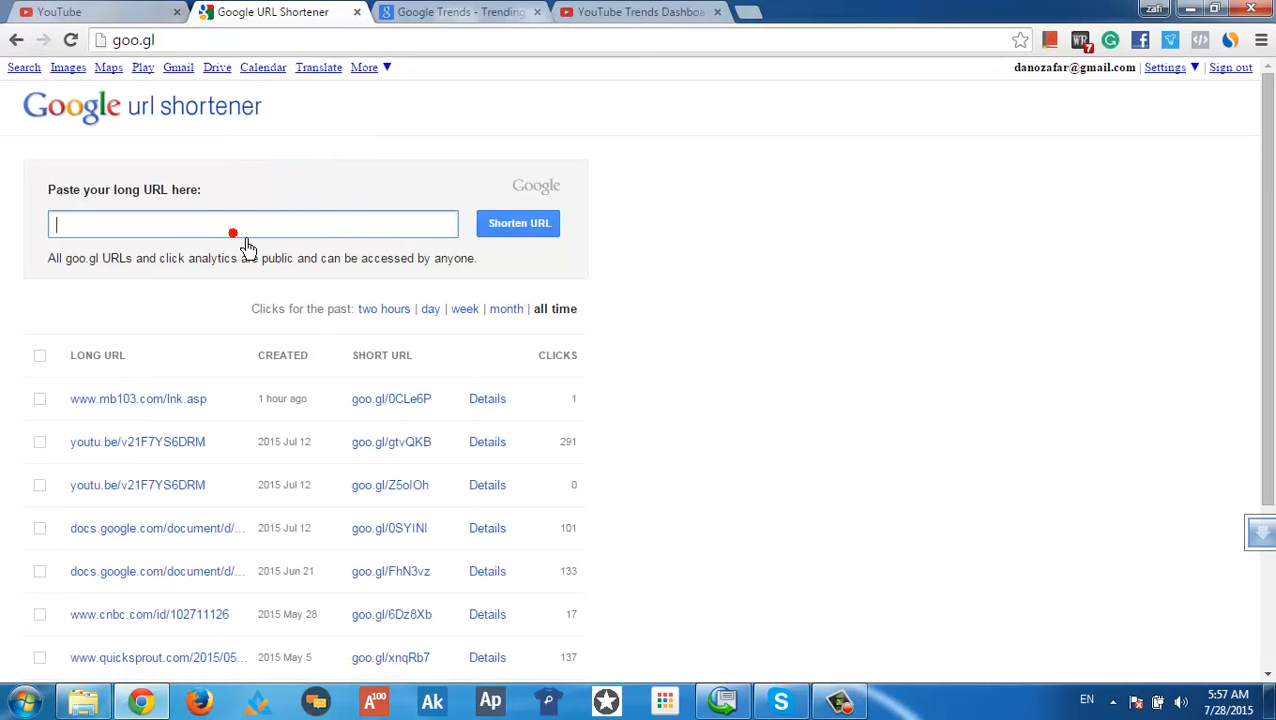 YouTube
Google URL Shortener
Google Trends - Trending
YouTube Trends Dashboa
zafi
goo.gl
WR
7
Search Images Maps Play Gmail Drive Calendar Translate More
danozafar@gmail.com | Settings | Sign out
Google url shortener
Paste your long URL here:
Google
Shorten URL
All goo.gl URLs and click analytics are public and can be accessed by anyone.
Clicks for the past: two hours | day | week | month | all time
LONG URL CREATED SHORT URL CLICKS
www.mb103.com/lnk.asp 1 hour ago goo.gl/0CLe6P Details 1
youtu.be/v21F7YS6DRM 2015 Jul 12 goo.gl/gtvQKB Details 291
youtu.be/v21F7YS6DRM 2015 Jul 12 goo.gl/Z5oIOh Details 0
docs.google.com/document/d/... 2015 Jul 12 goo.gl/0SYINl Details 101
docs.google.com/document/d/... 2015 Jun 21 goo.gl/FhN3vz Details 133
www.cnbc.com/id/102711126 2015 May 28 goo.gl/6Dz8Xb Details 17
www.quicksprout.com/2015/05... 2015 May 5 goo.gl/xnqRb7 Details 137
A100
Ak
Ap
EN
5:57 AM
7/28/2015